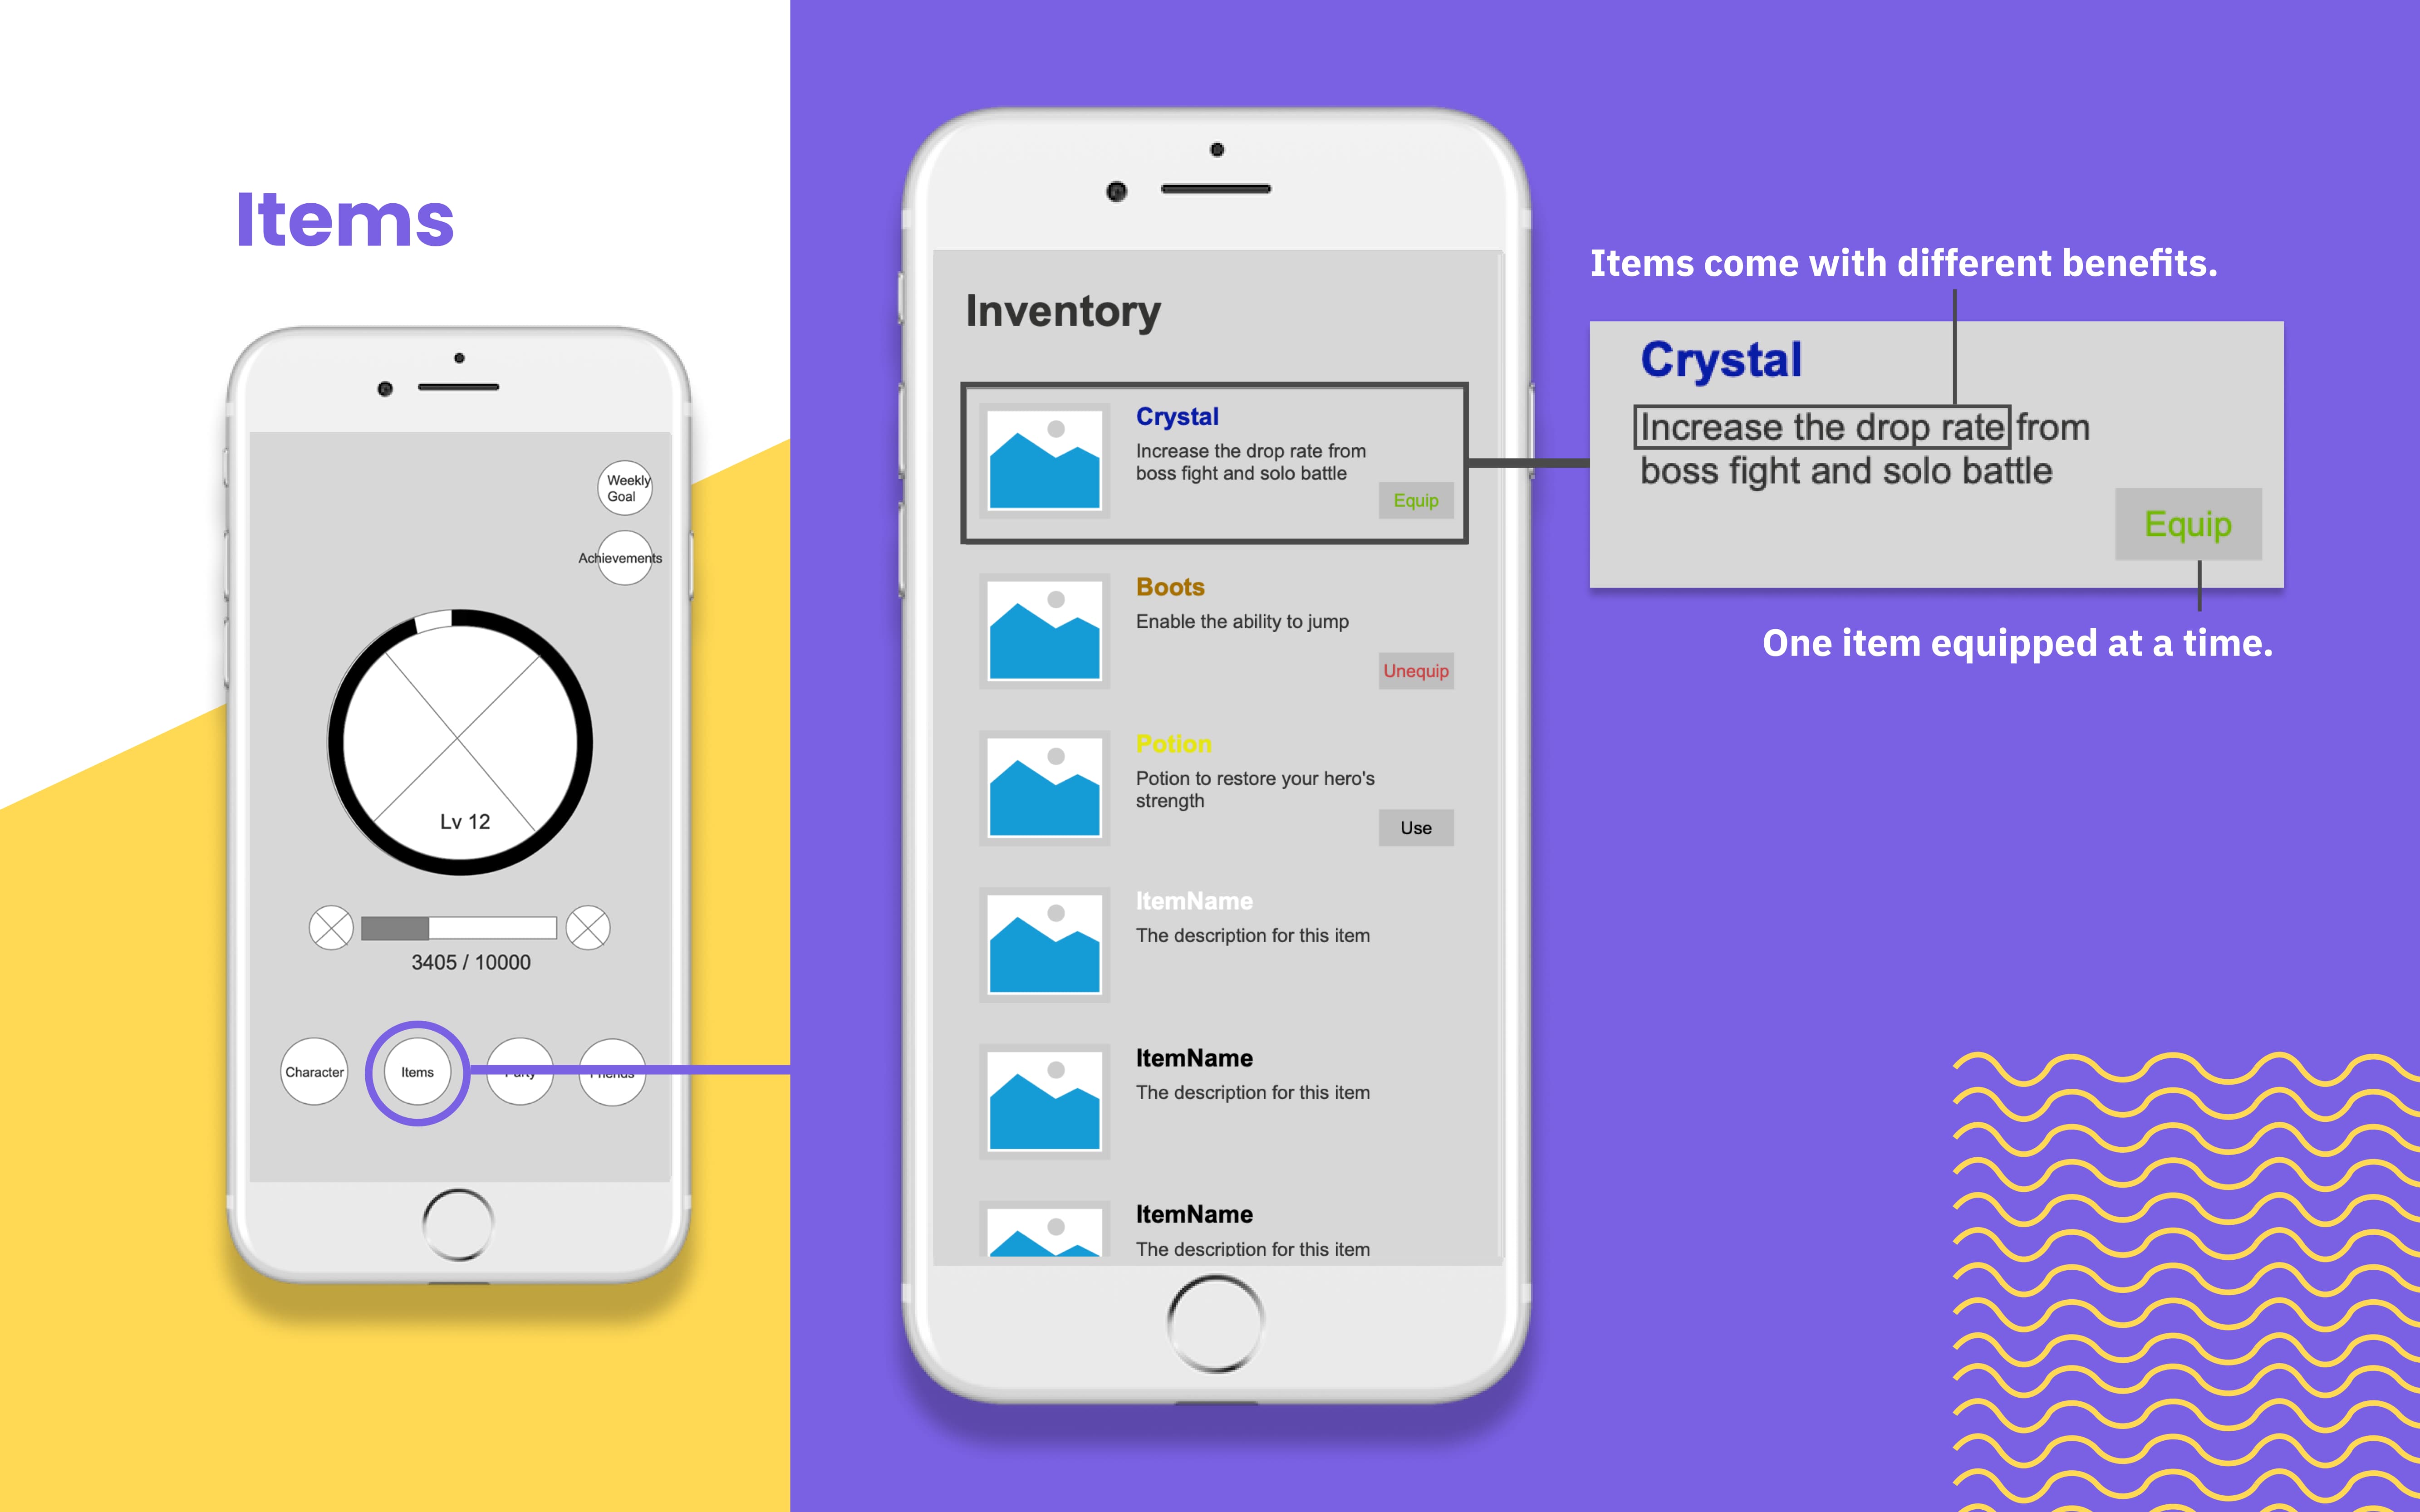 Items
Weekly
Goal
Achievements
Lv 12
3405 / 10000
Character
Items
Party
Friends
Inventory
Crystal
Increase the drop rate from
boss fight and solo battle
Equip
Boots
Enable the ability to jump
Unequip
Potion
Potion to restore your hero's
strength
Use
ItemName
The description for this item
ItemName
The description for this item
ItemName
The description for this item
Items come with different benefits.
Crystal
Increase the drop rate from
boss fight and solo battle
Equip
One item equipped at a time.